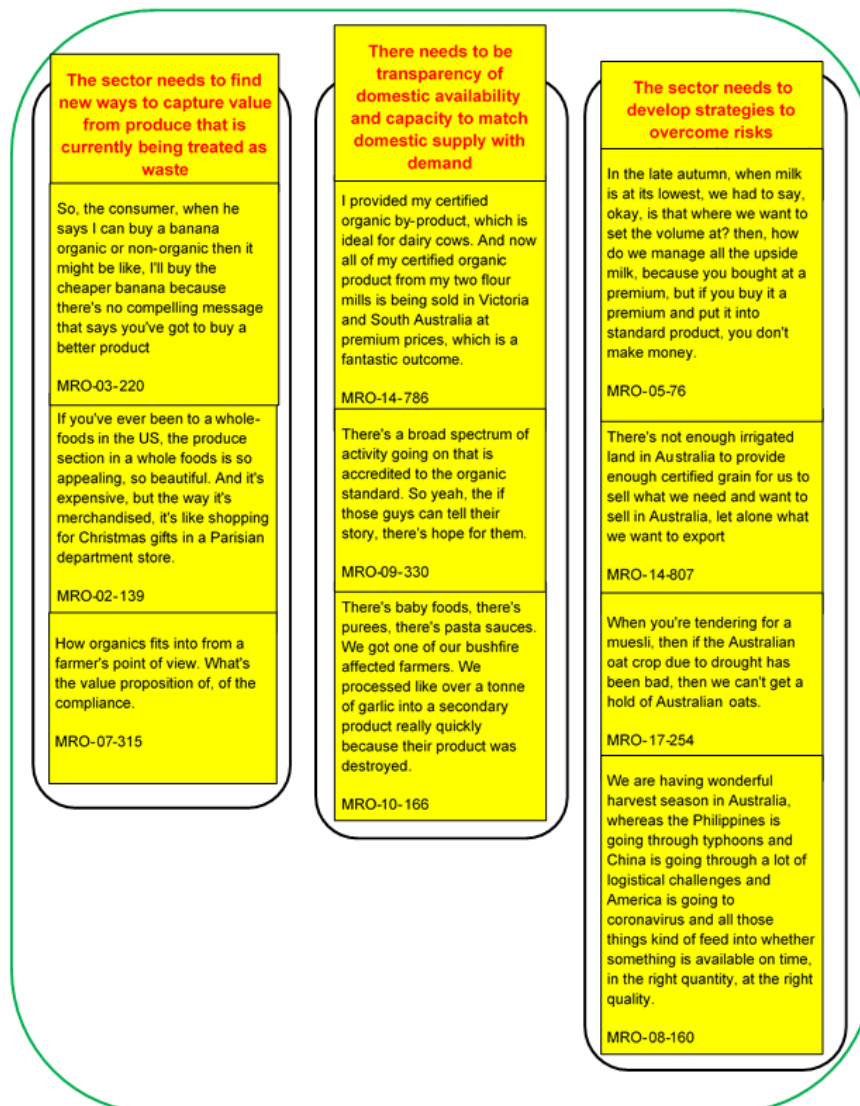 The sector needs to find
new ways to capture value
from produce that is
currently being treated as
waste
So, the consumer, when he
says I can buy a banana
organic or non-organic then it
might be like, I'll buy the
cheaper banana because
there's no compelling message
that says you've got to buy a
better product
MRO-03-220
If you've ever been to a whole-
foods in the US, the produce
section in a whole foods is so
appealing, so beautiful. And it's
expensive, but the way it's
merchandised, it's like shopping
for Christmas gifts in a Parisian
department store.
MRO-02-139
How organics fits into from a
farmer's point of view. What's
the value proposition of, of the
compliance.
MRO-07-315
There needs to be
transparency of
domestic availability
and capacity to match
domestic supply with
demand
I provided my certified
organic by-product, which is
ideal for dairy cows. And now
all of my certified organic
product from my two flour
mills is being sold in Victoria
and South Australia at
premium prices, which is a
fantastic outcome.
MRO-14-786
There's a broad spectrum of
activity going on that is
accredited to the organic
standard. So yeah, the if
those guys can tell their
story, there's hope for them.
MRO-09-330
There's baby foods, there's
purees, there's pasta sauces.
We got one of our bushfire
affected farmers. We
processed like over a tonne
of garlic into a secondary
product really quickly
because their product was
destroyed.
MRO-10-166
The sector needs to
develop strategies to
overcome risks
In the late autumn, when milk
is at its lowest, we had to say,
okay, is that where we want to
set the volume at? then, how
do we manage all the upside
milk, because you bought at a
premium, but if you buy it a
premium and put it into
standard product, you don't
make money.
MRO-05-76
There's not enough irrigated
land in Australia to provide
enough certified grain for us to
sell what we need and want to
sell in Australia, let alone what
we want to export
MRO-14-807
When you're tendering for a
muesli, then if the Australian
oat crop due to drought has
been bad, then we can't get a
hold of Australian oats.
MRO-17-254
We are having wonderful
harvest season in Australia,
whereas the Philippines is
going through typhoons and
China is going through a lot of
logistical challenges and
America is going to
coronavirus and all those
things kind of feed into whether
something is available on time,
in the right quantity, at the right
quality.
MRO-08-160